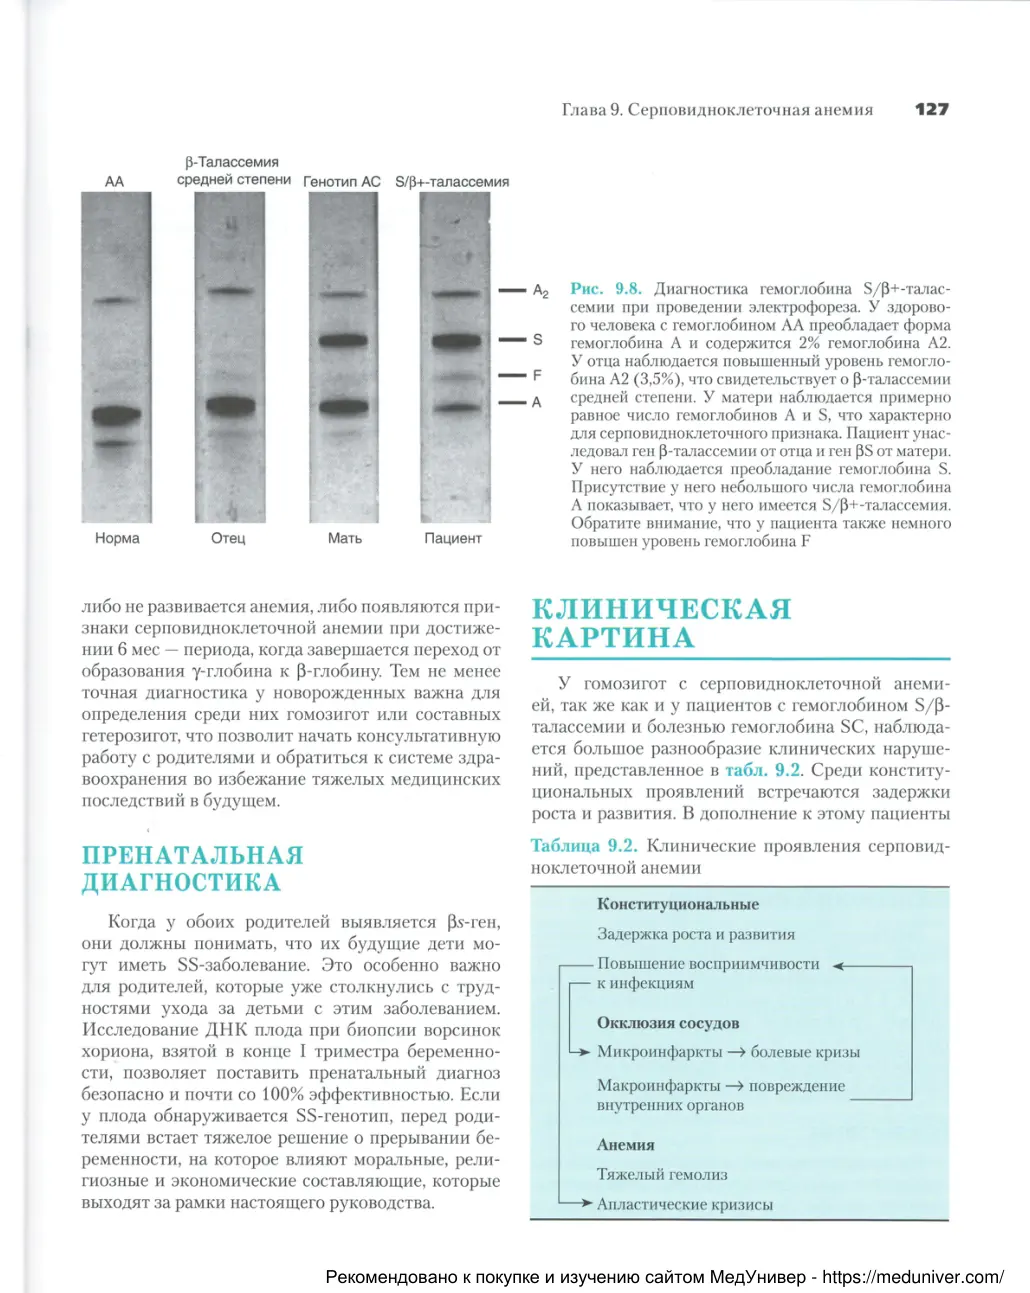 Глава 9. Серповидноклеточная анемия 127
АА
β-Талассемия
средней степени
Генотип АС
S/β+-талассемия
A2
S
F
A
Норма
Отец
Мать
Пациент
Рис. 9.8. Диагностика гемоглобина S/β+-талас-
семии при проведении электрофореза. У здорово-
го человека с гемоглобином АА преобладает форма
гемоглобина А и содержится 2% гемоглобина А2.
У отца наблюдается повышенный уровень гемогло-
бина А2 (3,5%), что свидетельствует о β-талассемии
средней степени. У матери наблюдается примерно
равное число гемоглобинов А и S, что характерно
для серповидноклеточного признака. Пациент унас-
ледовал ген β-талассемии от отца и ген βS от матери.
У него наблюдается преобладание гемоглобина S.
Присутствие у него небольшого числа гемоглобина
А показывает, что у него имеется S/β+-талассемия.
Обратите внимание, что у пациента также немного
повышен уровень гемоглобина F
либо не развивается анемия, либо появляются при-
знаки серповидноклеточной анемии при достиже-
нии 6 мес — периода, когда завершается переход от
образования γ-глобина к β-глобину. Тем не менее
точная диагностика у новорожденных важна для
определения среди них гомозигот или составных
гетерозигот, что позволит начать консультативную
работу с родителями и обратиться к системе здра-
воохранения во избежание тяжелых медицинских
последствий в будущем.
ПРЕНАТАЛЬНАЯ
ДИАГНОСТИКА
Когда у обоих родителей выявляется βs-ген,
они должны понимать, что их будущие дети мо-
гут иметь SS-заболевание. Это особенно важно
для родителей, которые уже столкнулись с труд-
ностями ухода за детьми с этим заболеванием.
Исследование ДНК плода при биопсии ворсинок
хориона, взятой в конце I триместра беременно-
сти, позволяет поставить пренатальный диагноз
безопасно и почти со 100% эффективностью. Если
у плода обнаруживается SS-генотип, перед роди-
телями встает тяжелое решение о прерывании бе-
ременности, на которое влияют моральные, рели-
гиозные и экономические составляющие, которые
выходят за рамки настоящего руководства.
КЛИНИЧЕСКАЯ
КАРТИНА
У гомозигот с серповидноклеточной анеми-
ей, так же как и у пациентов с гемоглобином S/β-
талассемии и болезнью гемоглобина SC, наблюда-
ется большое разнообразие клинических наруше-
ний, представленное в табл. 9.2. Среди конститу-
циональных проявлений встречаются задержки
роста и развития. В дополнение к этому пациенты
Таблица 9.2. Клинические проявления серповид-
ноклеточной анемии
Конституциональные
Задержка роста и развития
Повышение восприимчивости
к инфекциям
Окклюзия сосудов
Микроинфаркты → болевые кризы
Макроинфаркты → повреждение
внутренних органов
Анемия
Тяжелый гемолиз
Апластические кризисы
Рекомендовано к покупке и изучению сайтом МедУнивер - https://meduniver.com/